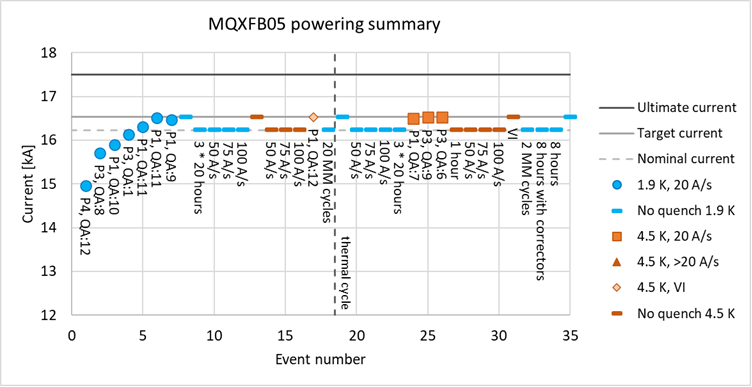 MQXFB05 powering summary
18
17
16
15
14
13
12
Current [kA]
0
5
10
15
20
25
30
35
Event number
P4, QA:12
P3, QA:8
P1, QA:10
P3, QA:1
P1, QA:11
P1, QA:11
P1, QA:9
3 * 20 hours
50 A/s
75 A/s
100 A/s
50 A/s
75 A/s
100 A/s
P1, QA:12
20 MM cycles
thermal cycle
50 A/s
75 A/s
100 A/s
3 * 20 hours
P1, QA:7
P3, QA:9
P3, QA:6
1 hour
50 A/s
75 A/s
100 A/s
VI
2 MM cycles
8 hours with correctors
8 hours
Ultimate current
Target current
Nominal current
1.9 K, 20 A/s
No quench 1.9 K
4.5 K, 20 A/s
4.5 K, >20 A/s
4.5 K, VI
No quench 4.5 K